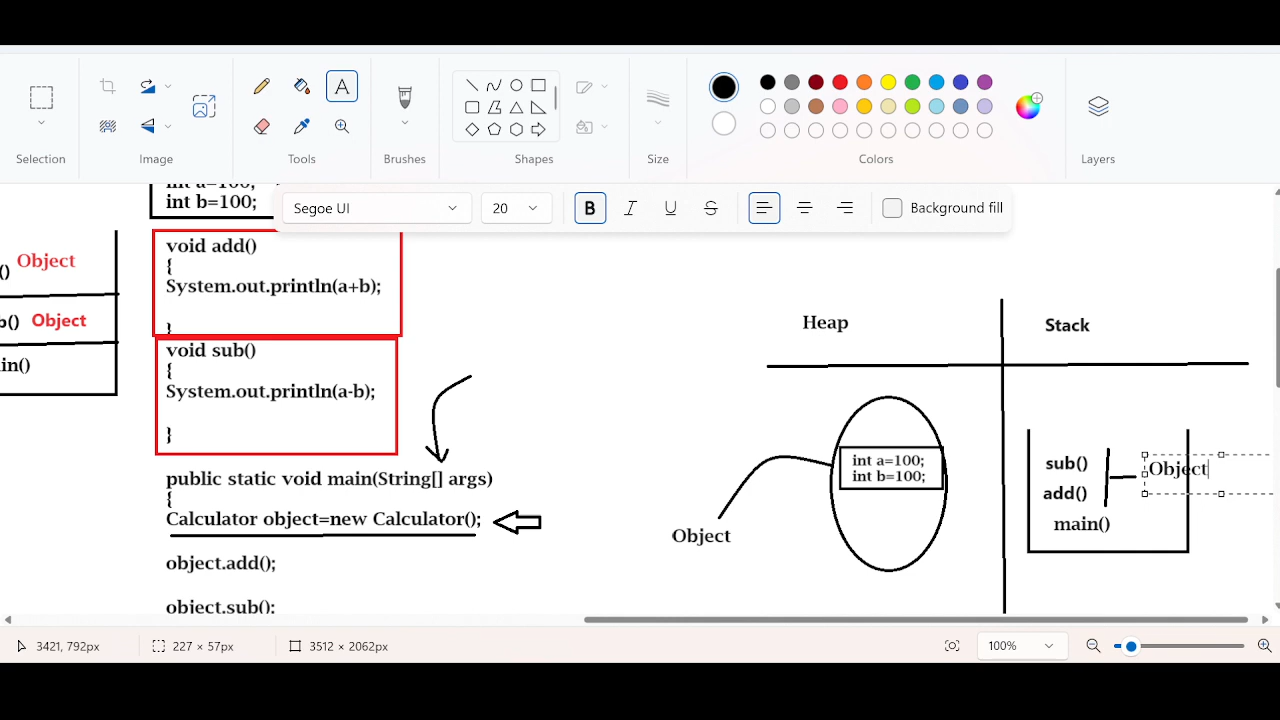 Selection
Image
Tools
Brushes
Shapes
Size
Colors
Layers
A
Segoe UI
20
B
I
U
S
Background fill
int a=100;
int b=100;
void add()
{
System.out.println(a+b);
}
void sub()
{
System.out.println(a-b);
}
public static void main(String[] args)
{
Calculator object=new Calculator();
object.add();
object.sub();
() Object
b() Object
in()
Heap
Stack
int a=100;
int b=100;
Object
sub()
add()
main()
Object
3421, 792px
227 × 57px
3512 × 2062px
100%